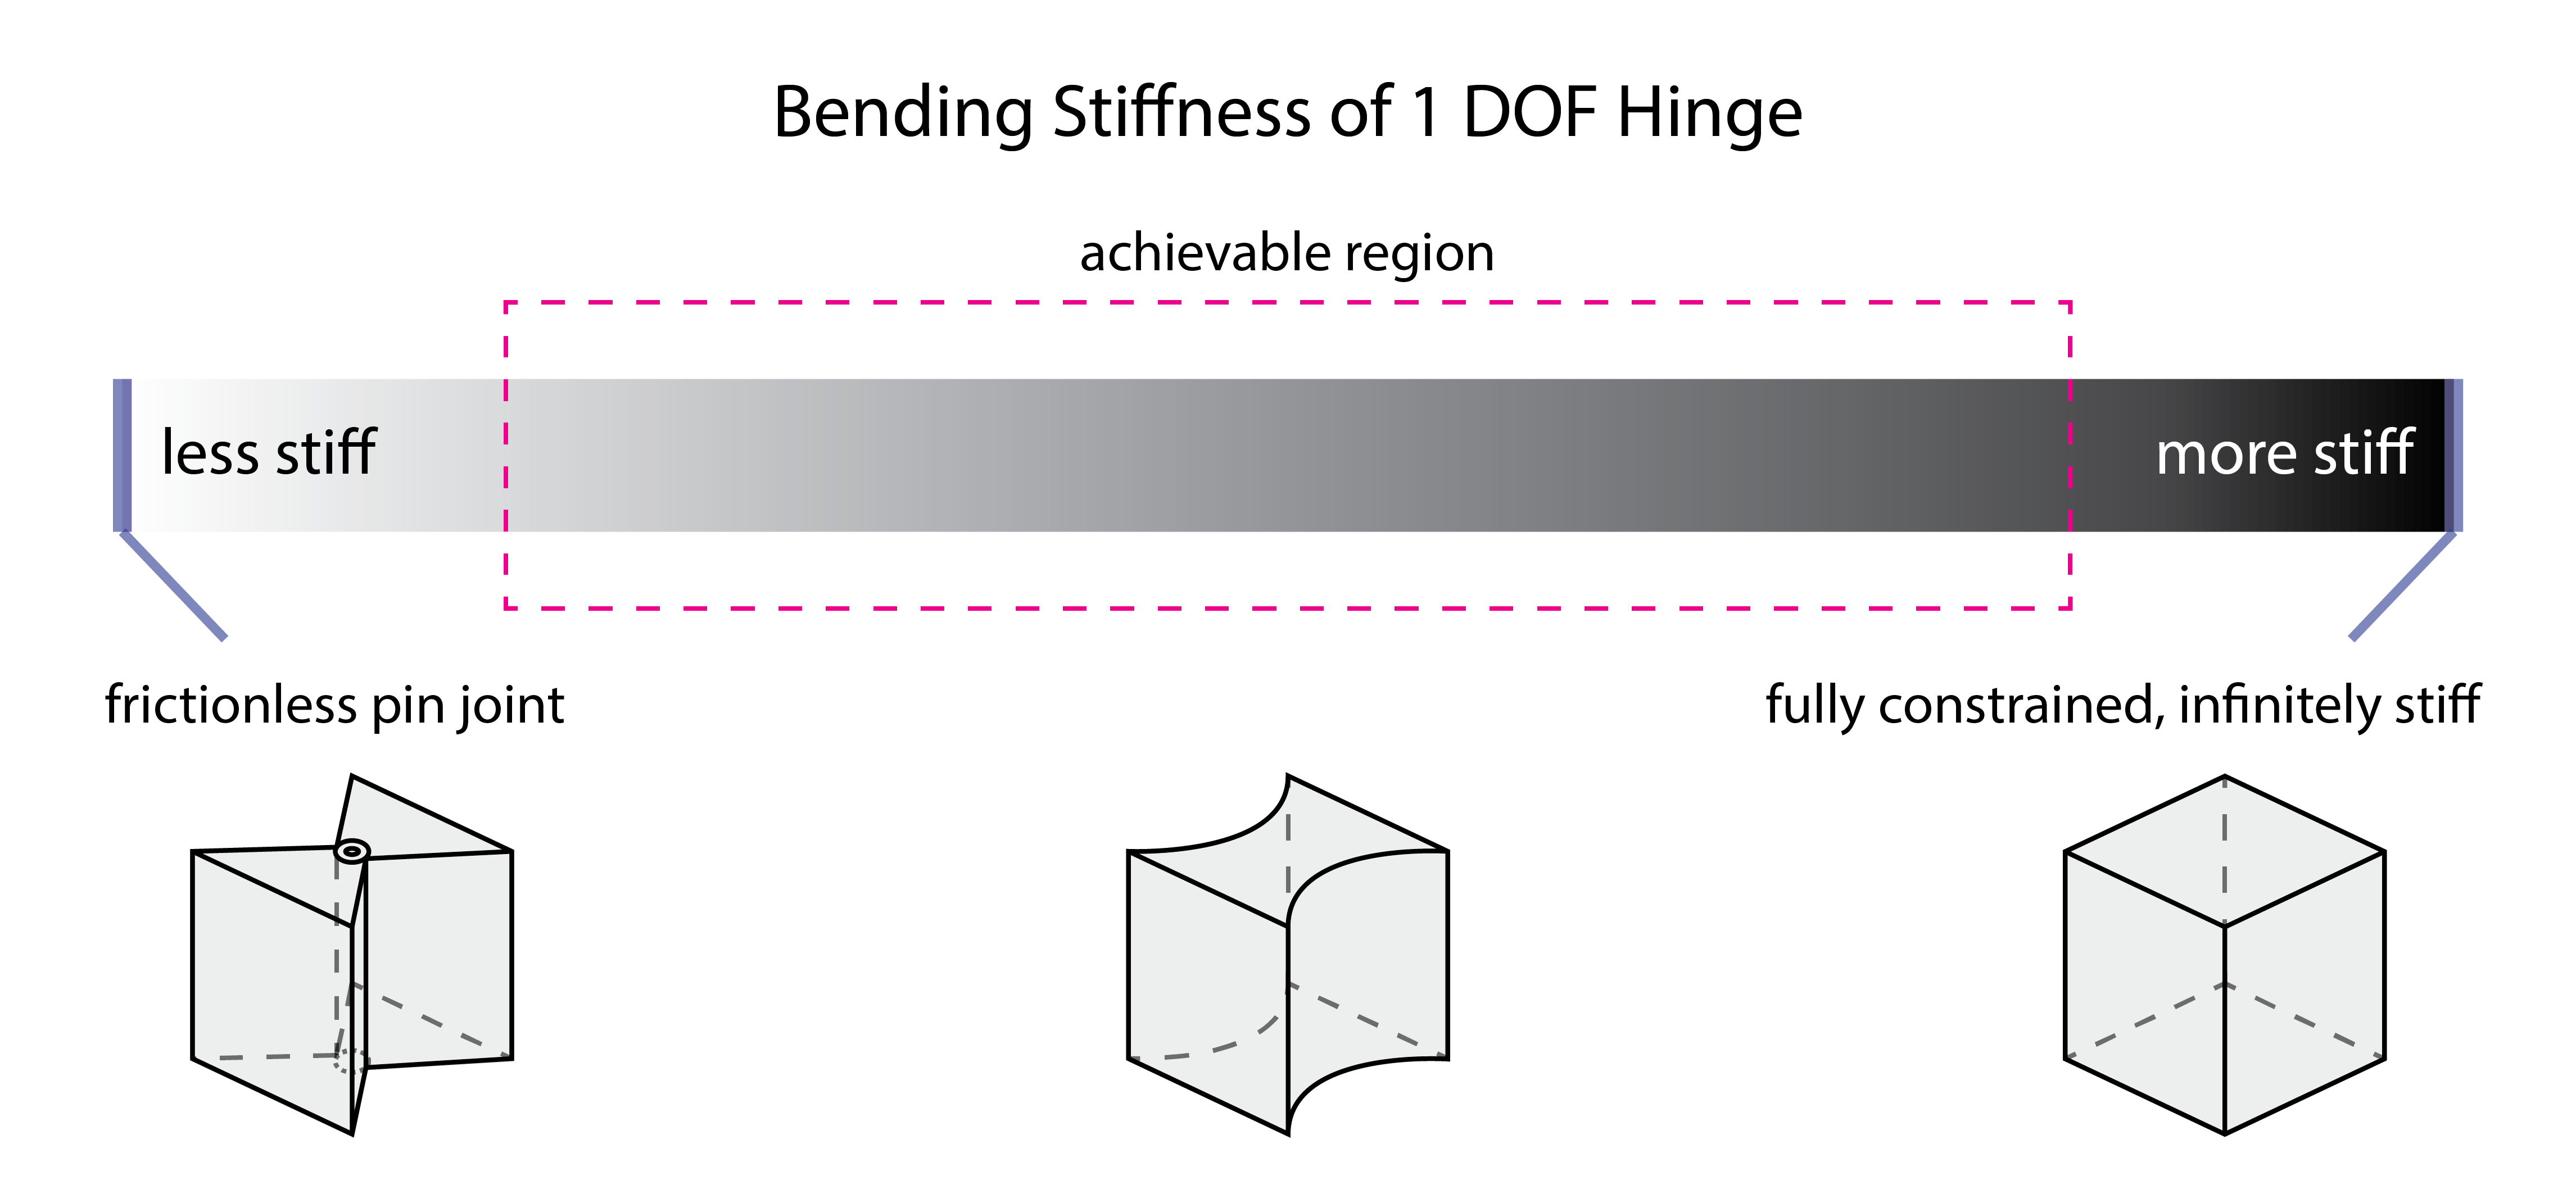 Bending Stiffness of 1 DOF Hinge
achievable region
less stiff
more stiff
frictionless pin joint
fully constrained, infinitely stiff